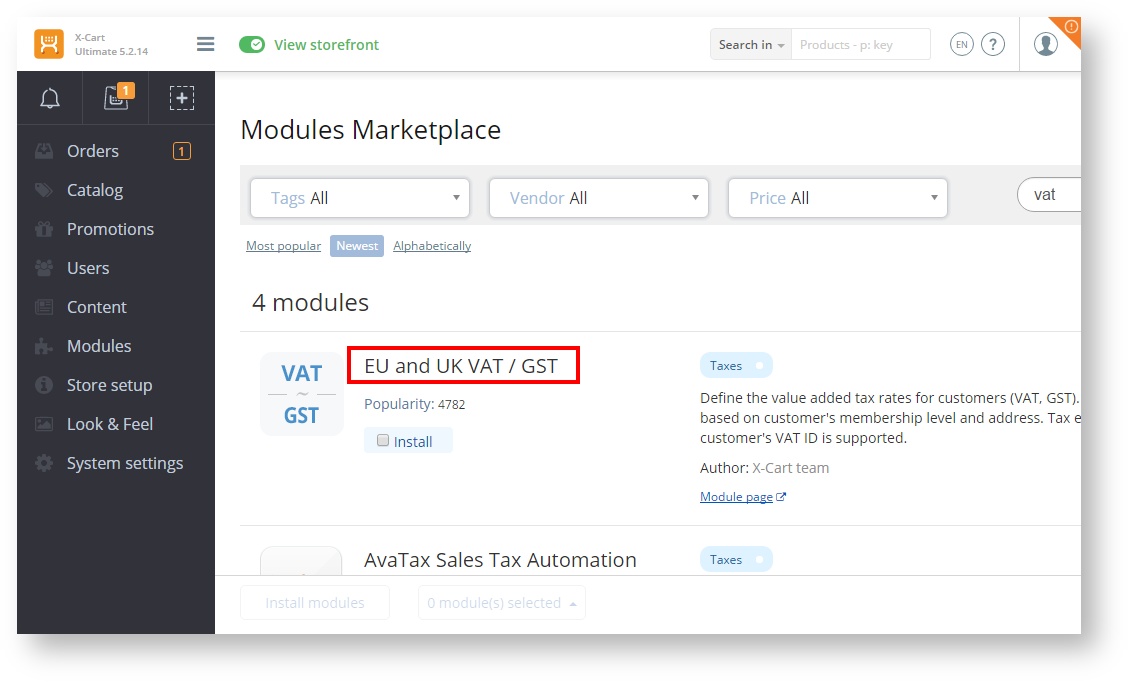 X-Cart
Ultimate 5.2.14
View storefront
Search in
Products - p: key
EN
?
1
Orders 1
Catalog
Promotions
Users
Content
Modules
Store setup
Look & Feel
System settings
Modules Marketplace
Tags All
Vendor All
Price All
vat
Most popular Newest Alphabetically
4 modules
VAT
~
GST
EU and UK VAT / GST
Popularity: 4782
Install
Taxes
Define the value added tax rates for customers (VAT, GST).
based on customer's membership level and address. Tax e
customer's VAT ID is supported.
Author: X-Cart team
Module page
AvaTax Sales Tax Automation
Taxes
Install modules
0 module(s) selected